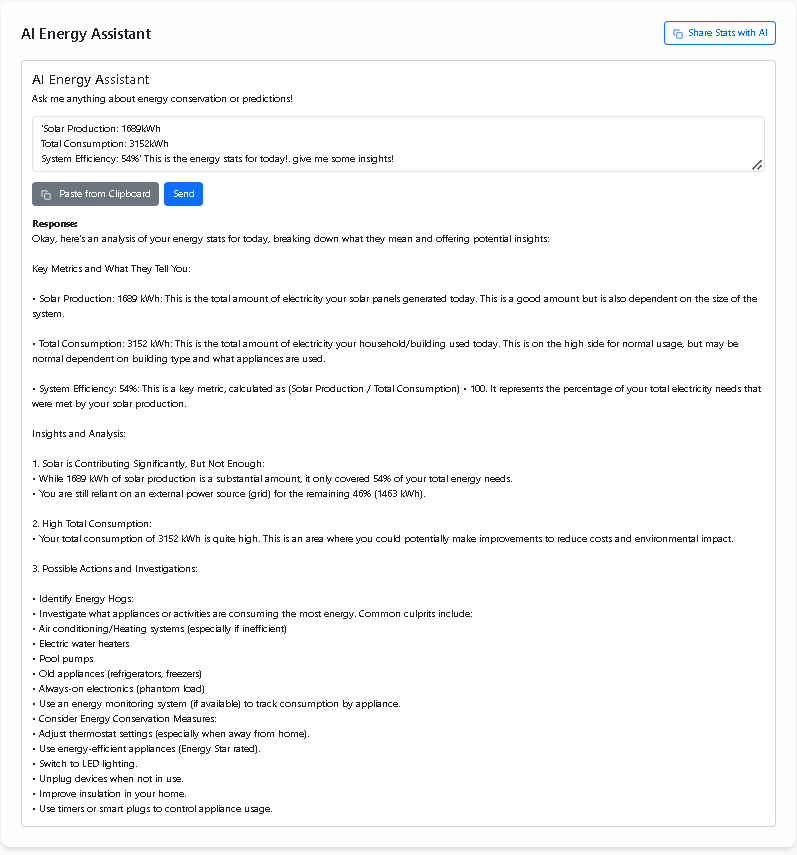 AI Energy Assistant
Share Stats with AI
AI Energy Assistant
Ask me anything about energy conservation or predictions!
'Solar Production: 1689kWh
Total Consumption: 3152kWh
System Efficiency: 54%' This is the energy stats for today!. give me some insights!
Paste from Clipboard
Send
Response:
Okay, here's an analysis of your energy stats for today, breaking down what they mean and offering potential insights:
Key Metrics and What They Tell You:
• Solar Production: 1689 kWh: This is the total amount of electricity your solar panels generated today. This is a good amount but is also dependent on the size of the
system.
• Total Consumption: 3152 kWh: This is the total amount of electricity your household/building used today. This is on the high side for normal usage, but may be
normal dependent on building type and what appliances are used.
• System Efficiency: 54%: This is a key metric, calculated as (Solar Production / Total Consumption) • 100. It represents the percentage of your total electricity needs that
were met by your solar production.
Insights and Analysis:
1. Solar is Contributing Significantly, But Not Enough:
• While 1689 kWh of solar production is a substantial amount, it only covered 54% of your total energy needs.
• You are still reliant on an external power source (grid) for the remaining 46% (1463 kWh).
2. High Total Consumption:
• Your total consumption of 3152 kWh is quite high. This is an area where you could potentially make improvements to reduce costs and environmental impact.
3. Possible Actions and Investigations:
• Identify Energy Hogs:
• Investigate what appliances or activities are consuming the most energy. Common culprits include:
• Air conditioning/Heating systems (especially if inefficient)
• Electric water heaters
• Pool pumps
• Old appliances (refrigerators, freezers)
• Always-on electronics (phantom load)
• Use an energy monitoring system (if available) to track consumption by appliance.
• Consider Energy Conservation Measures:
• Adjust thermostat settings (especially when away from home).
• Use energy-efficient appliances (Energy Star rated).
• Switch to LED lighting.
• Unplug devices when not in use.
• Improve insulation in your home.
• Use timers or smart plugs to control appliance usage.